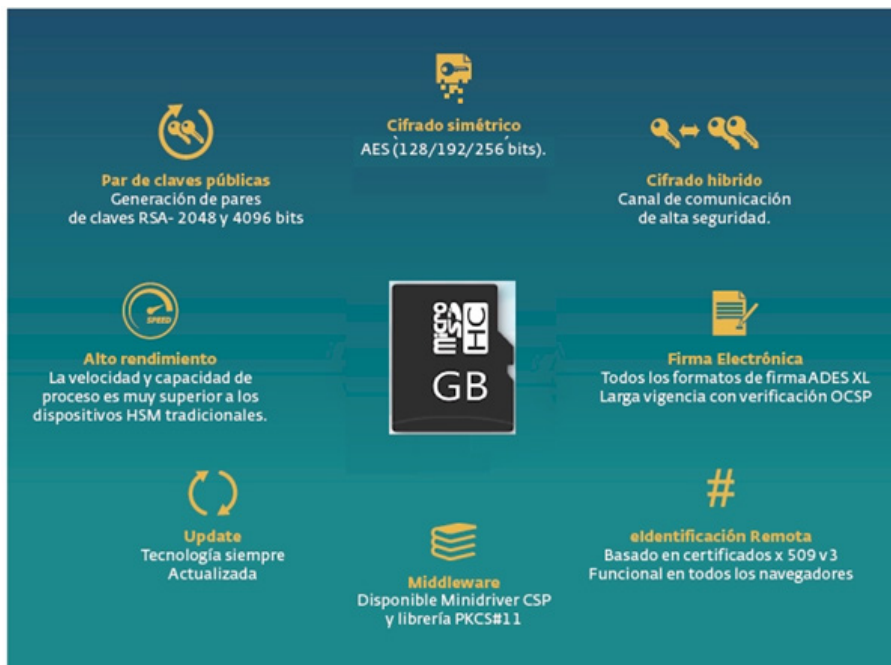 Cifrado simétrico
AES (128/192/256 bits).
Par de claves públicas
Generación de pares
de claves RSA- 2048 y 4096 bits
Cifrado hibrido
Canal de comunicación
de alta seguridad.
SPEED
Alto rendimiento
La velocidad y capacidad de
proceso es muy superior a los
dispositivos HSM tradicionales.
micro
SD
HC
GB
Firma Electrónica
Todos los formatos de firmaADES XL
Larga vigencia con verificación OCSP
Update
Tecnología siempre
Actualizada
Middleware
Disponible Minidriver CSP
y librería PKCS#11
#
eIdentificación Remota
Basado en certificados x 509 v3
Funcional en todos los navegadores